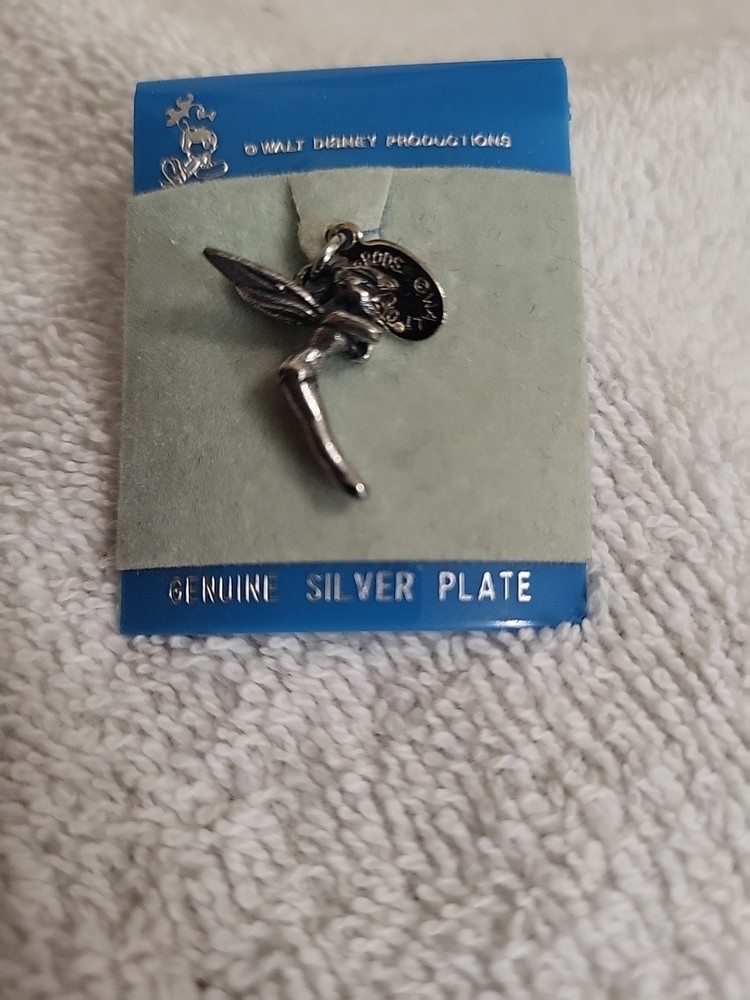 © WALT DISNEY PRODUCTIONS
GENUINE SILVER PLATE